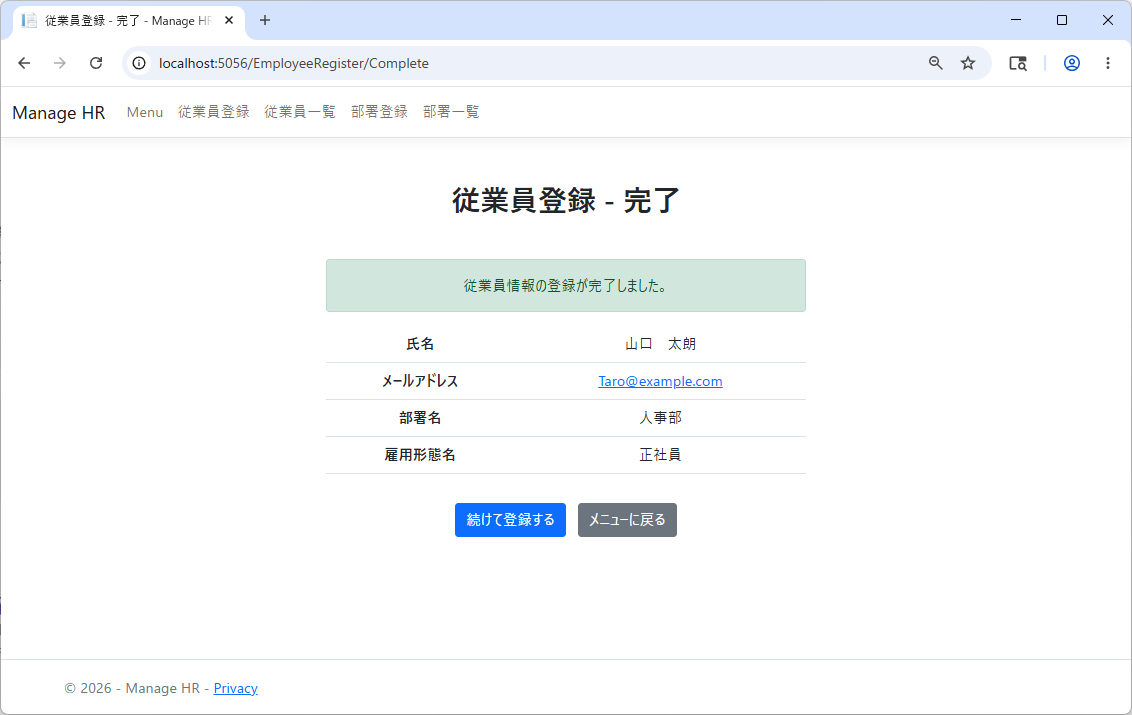 従業員登録 - 完了 - Manage HR
localhost:5056/EmployeeRegister/Complete
Manage HR Menu 従業員登録 従業員一覧 部署登録 部署一覧
従業員登録 - 完了
従業員情報の登録が完了しました。
氏名 山口　太朗
メールアドレス Taro@example.com
部署名 人事部
雇用形態名 正社員
続けて登録する メニューに戻る
© 2026 - Manage HR - Privacy